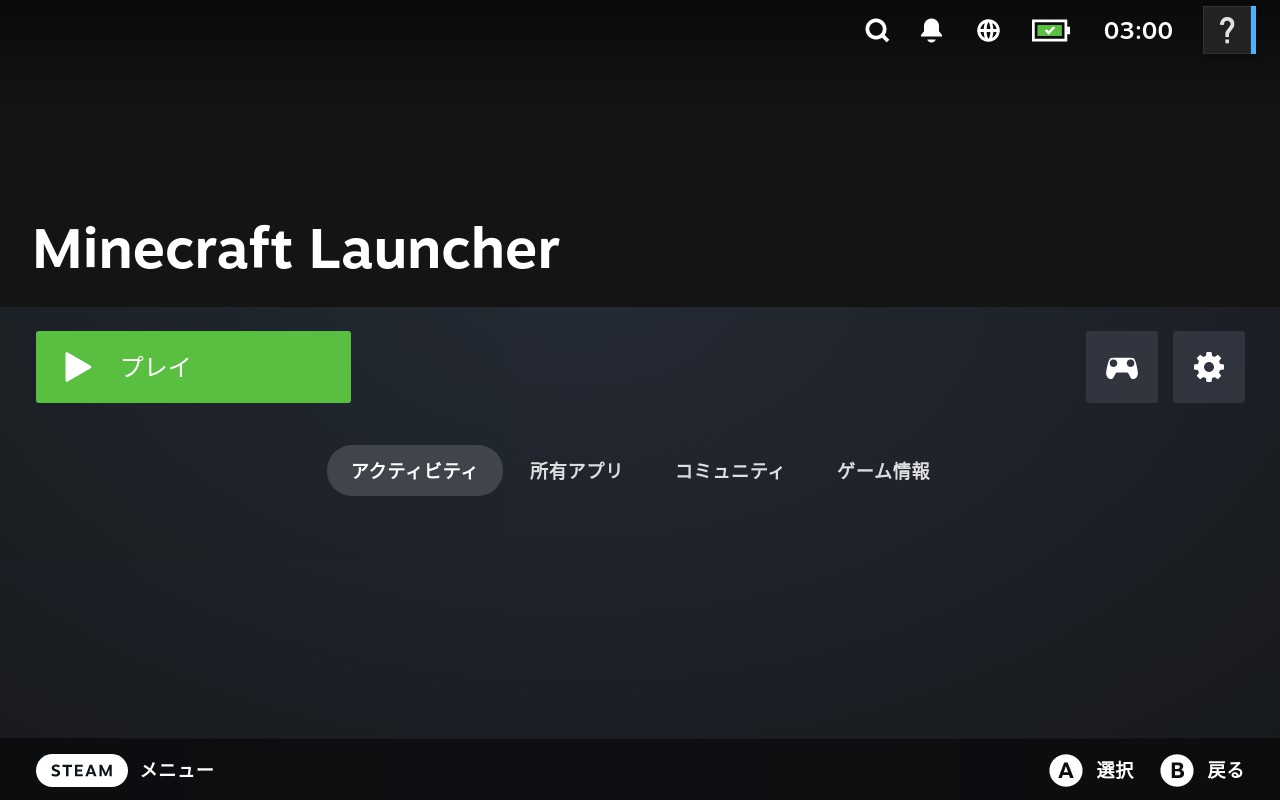 03:00
?
Minecraft Launcher
プレイ
アクティビティ 所有アプリ コミュニティ ゲーム情報
STEAM メニュー A 選択 B 戻る